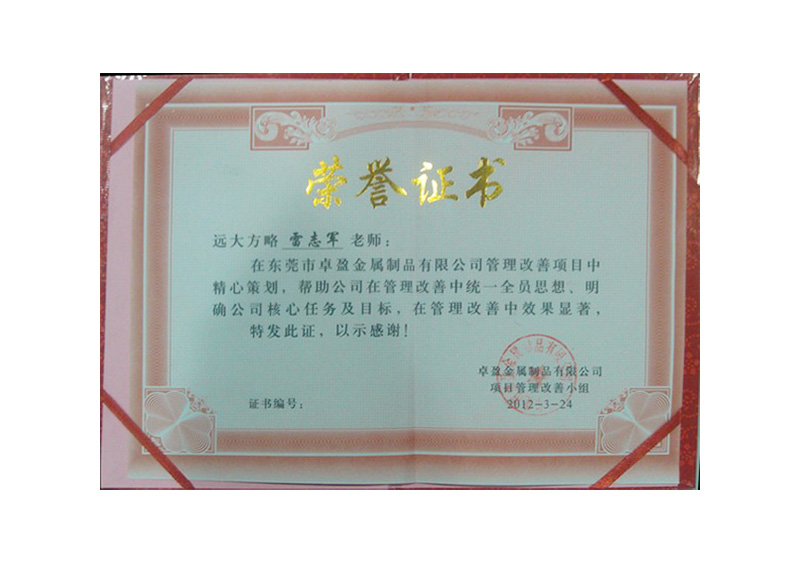 荣誉证书
远大方略 雷志军 老师：
在东莞市卓盈金属制品有限公司管理改善项目中
精心策划，帮助公司在管理改善中统一全员思想、明
确公司核心任务及目标，在管理改善中效果显著，
特发此证，以示感谢！
卓盈金属制品有限公司
项目管理改善小组
证书编号：
2012-3-24